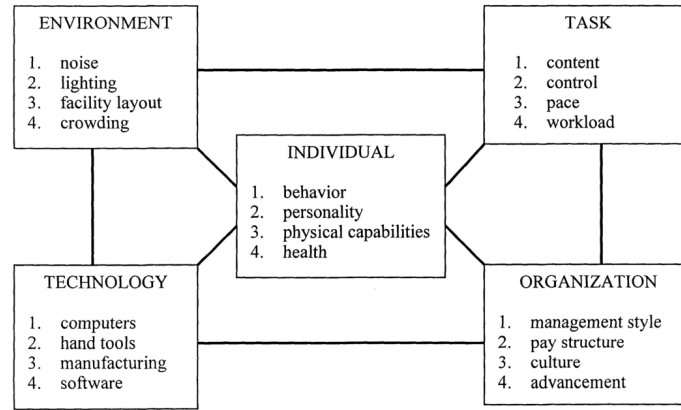 ENVIRONMENT
1. noise
2. lighting
3. facility layout
4. crowding
TASK
1. content
2. control
3. pace
4. workload
INDIVIDUAL
1. behavior
2. personality
3. physical capabilities
4. health
TECHNOLOGY
1. computers
2. hand tools
3. manufacturing
4. software
ORGANIZATION
1. management style
2. pay structure
3. culture
4. advancement